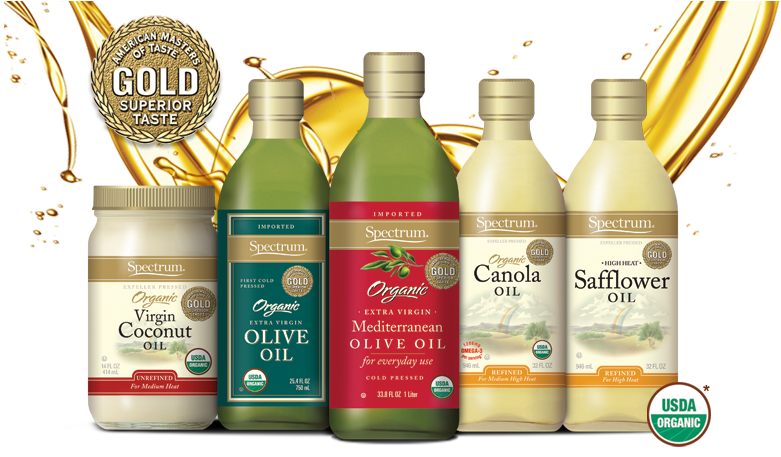 AMERICAN MASTERS
OF TASTE
GOLD
SUPERIOR
TASTE
Spectrum.
EXPELLER PRESSED
Organic
Virgin
Coconut
OIL
GOLD
14 FL OZ
414 mL
USDA
ORGANIC
UNREFINED
For Medium Heat
IMPORTED
Spectrum.
FIRST COLD
PRESSED
GOLD
Organic
EXTRA VIRGIN
OLIVE
OIL
USDA
ORGANIC
25.4 FL OZ
750 mL
IMPORTED
Spectrum.
GOLD
Organic
· EXTRA VIRGIN ·
Mediterranean
OLIVE OIL
for everyday use
COLD PRESSED
33.8 fl OZ 1 Liter
USDA
ORGANIC
Spectrum.
EXPELLER PRESSED
GOLD
Organic
Canola
OIL
OMEGA-3
USDA
ORGANIC
946 mL 32 FL OZ
REFINED
For Medium High Heat
Spectrum.
EXPELLER PRESSED
GOLD
· HIGH HEAT ·
Safflower
OIL
946 mL 32 FL OZ
REFINED
For High Heat
USDA
ORGANIC
*